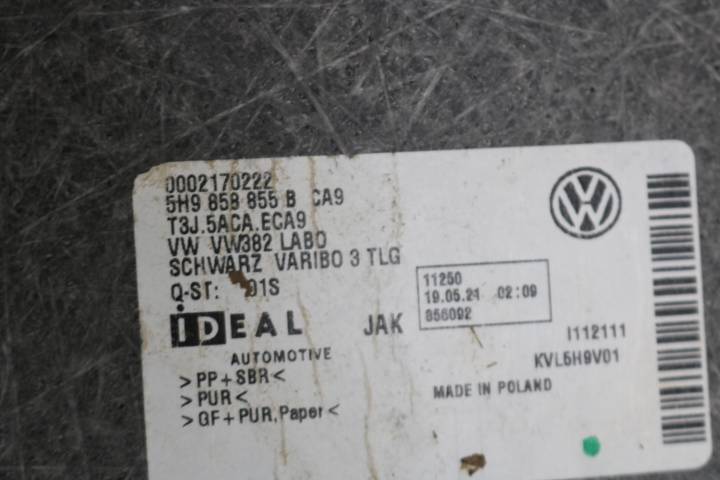 0002170222
5H9 858 855 B CA9
T3J.5ACA.ECA9
VW VW382 LABO
SCHWARZ VARIBO 3 TLG
Q-ST: 01S
iDEAL JAK
AUTOMOTIVE
11250
19.05.21 02:09
856092
>PP+SBR<
>PUR<
>GF+PUR,Paper<
I112111
KVL5H9V01
MADE IN POLAND